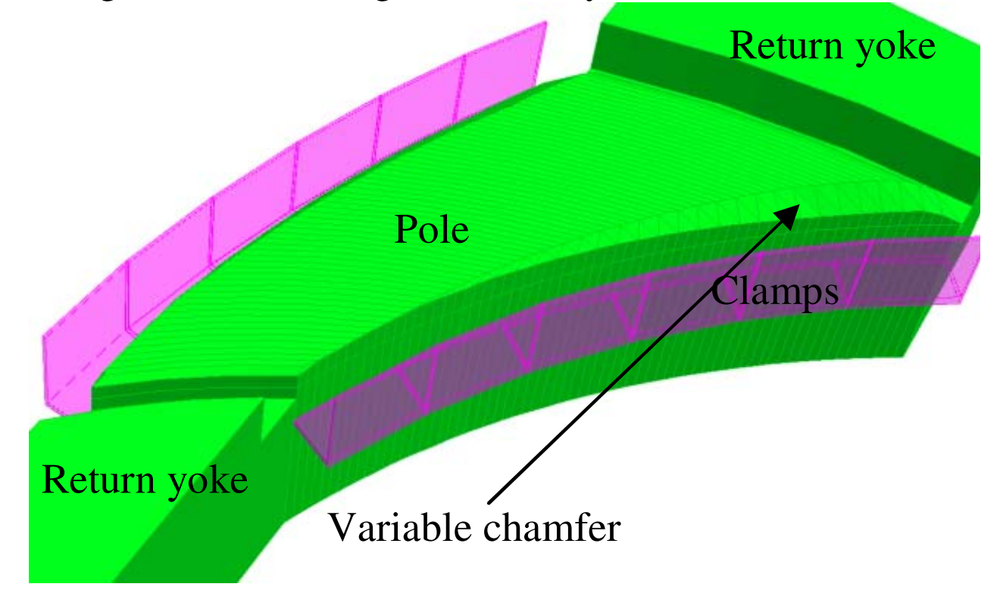 Return yoke
Pole
Clamps
Return yoke
Variable chamfer